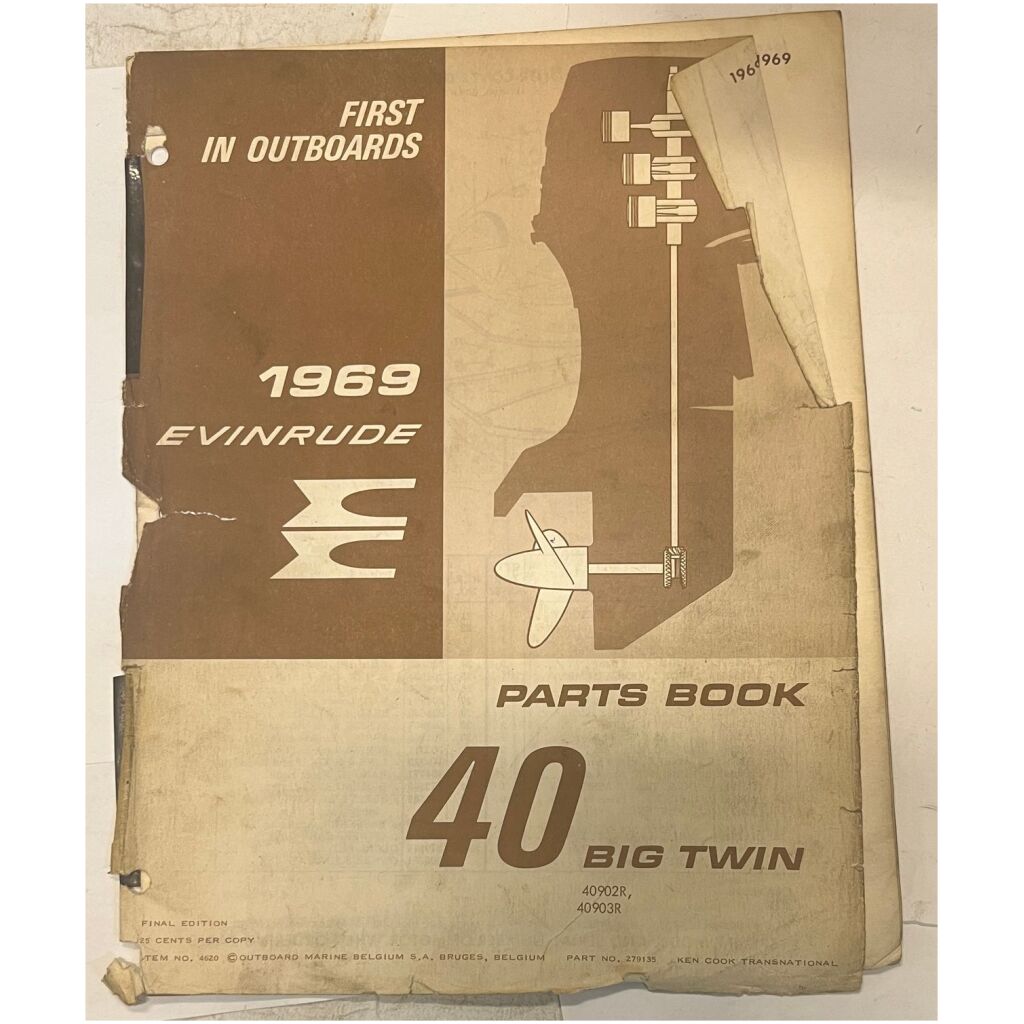 1969
FIRST
IN OUTBOARDS
1969
EVINRUDE
PARTS BOOK
40 BIG TWIN
40902R,
40903R
FINAL EDITION
25 CENTS PER COPY
TEM NO. 4620 ©OUTBOARD MARINE BELGIUM S.A. BRUGES, BELGIUM PART NO. 279135 KEN COOK TRANSNATIONAL